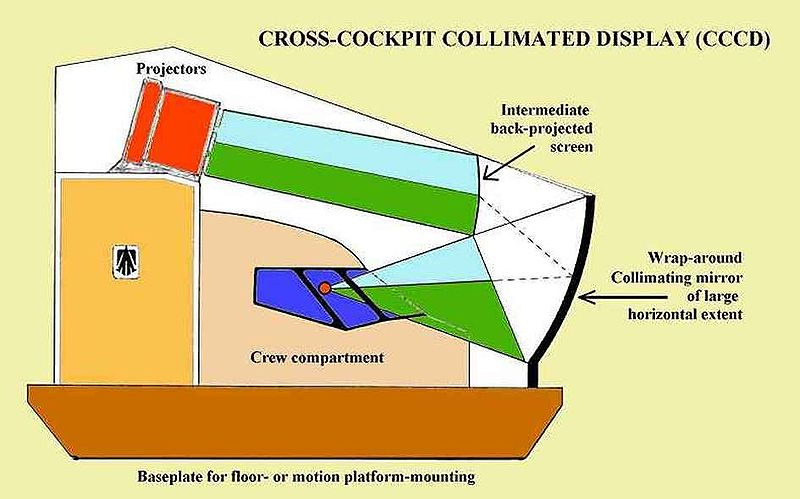 CROSS-COCKPIT COLLIMATED DISPLAY (CCCD)
Projectors
Intermediate
back-projected
screen
Wrap-around
Collimating mirror
of large
horizontal extent
Crew compartment
Baseplate for floor- or motion platform-mounting